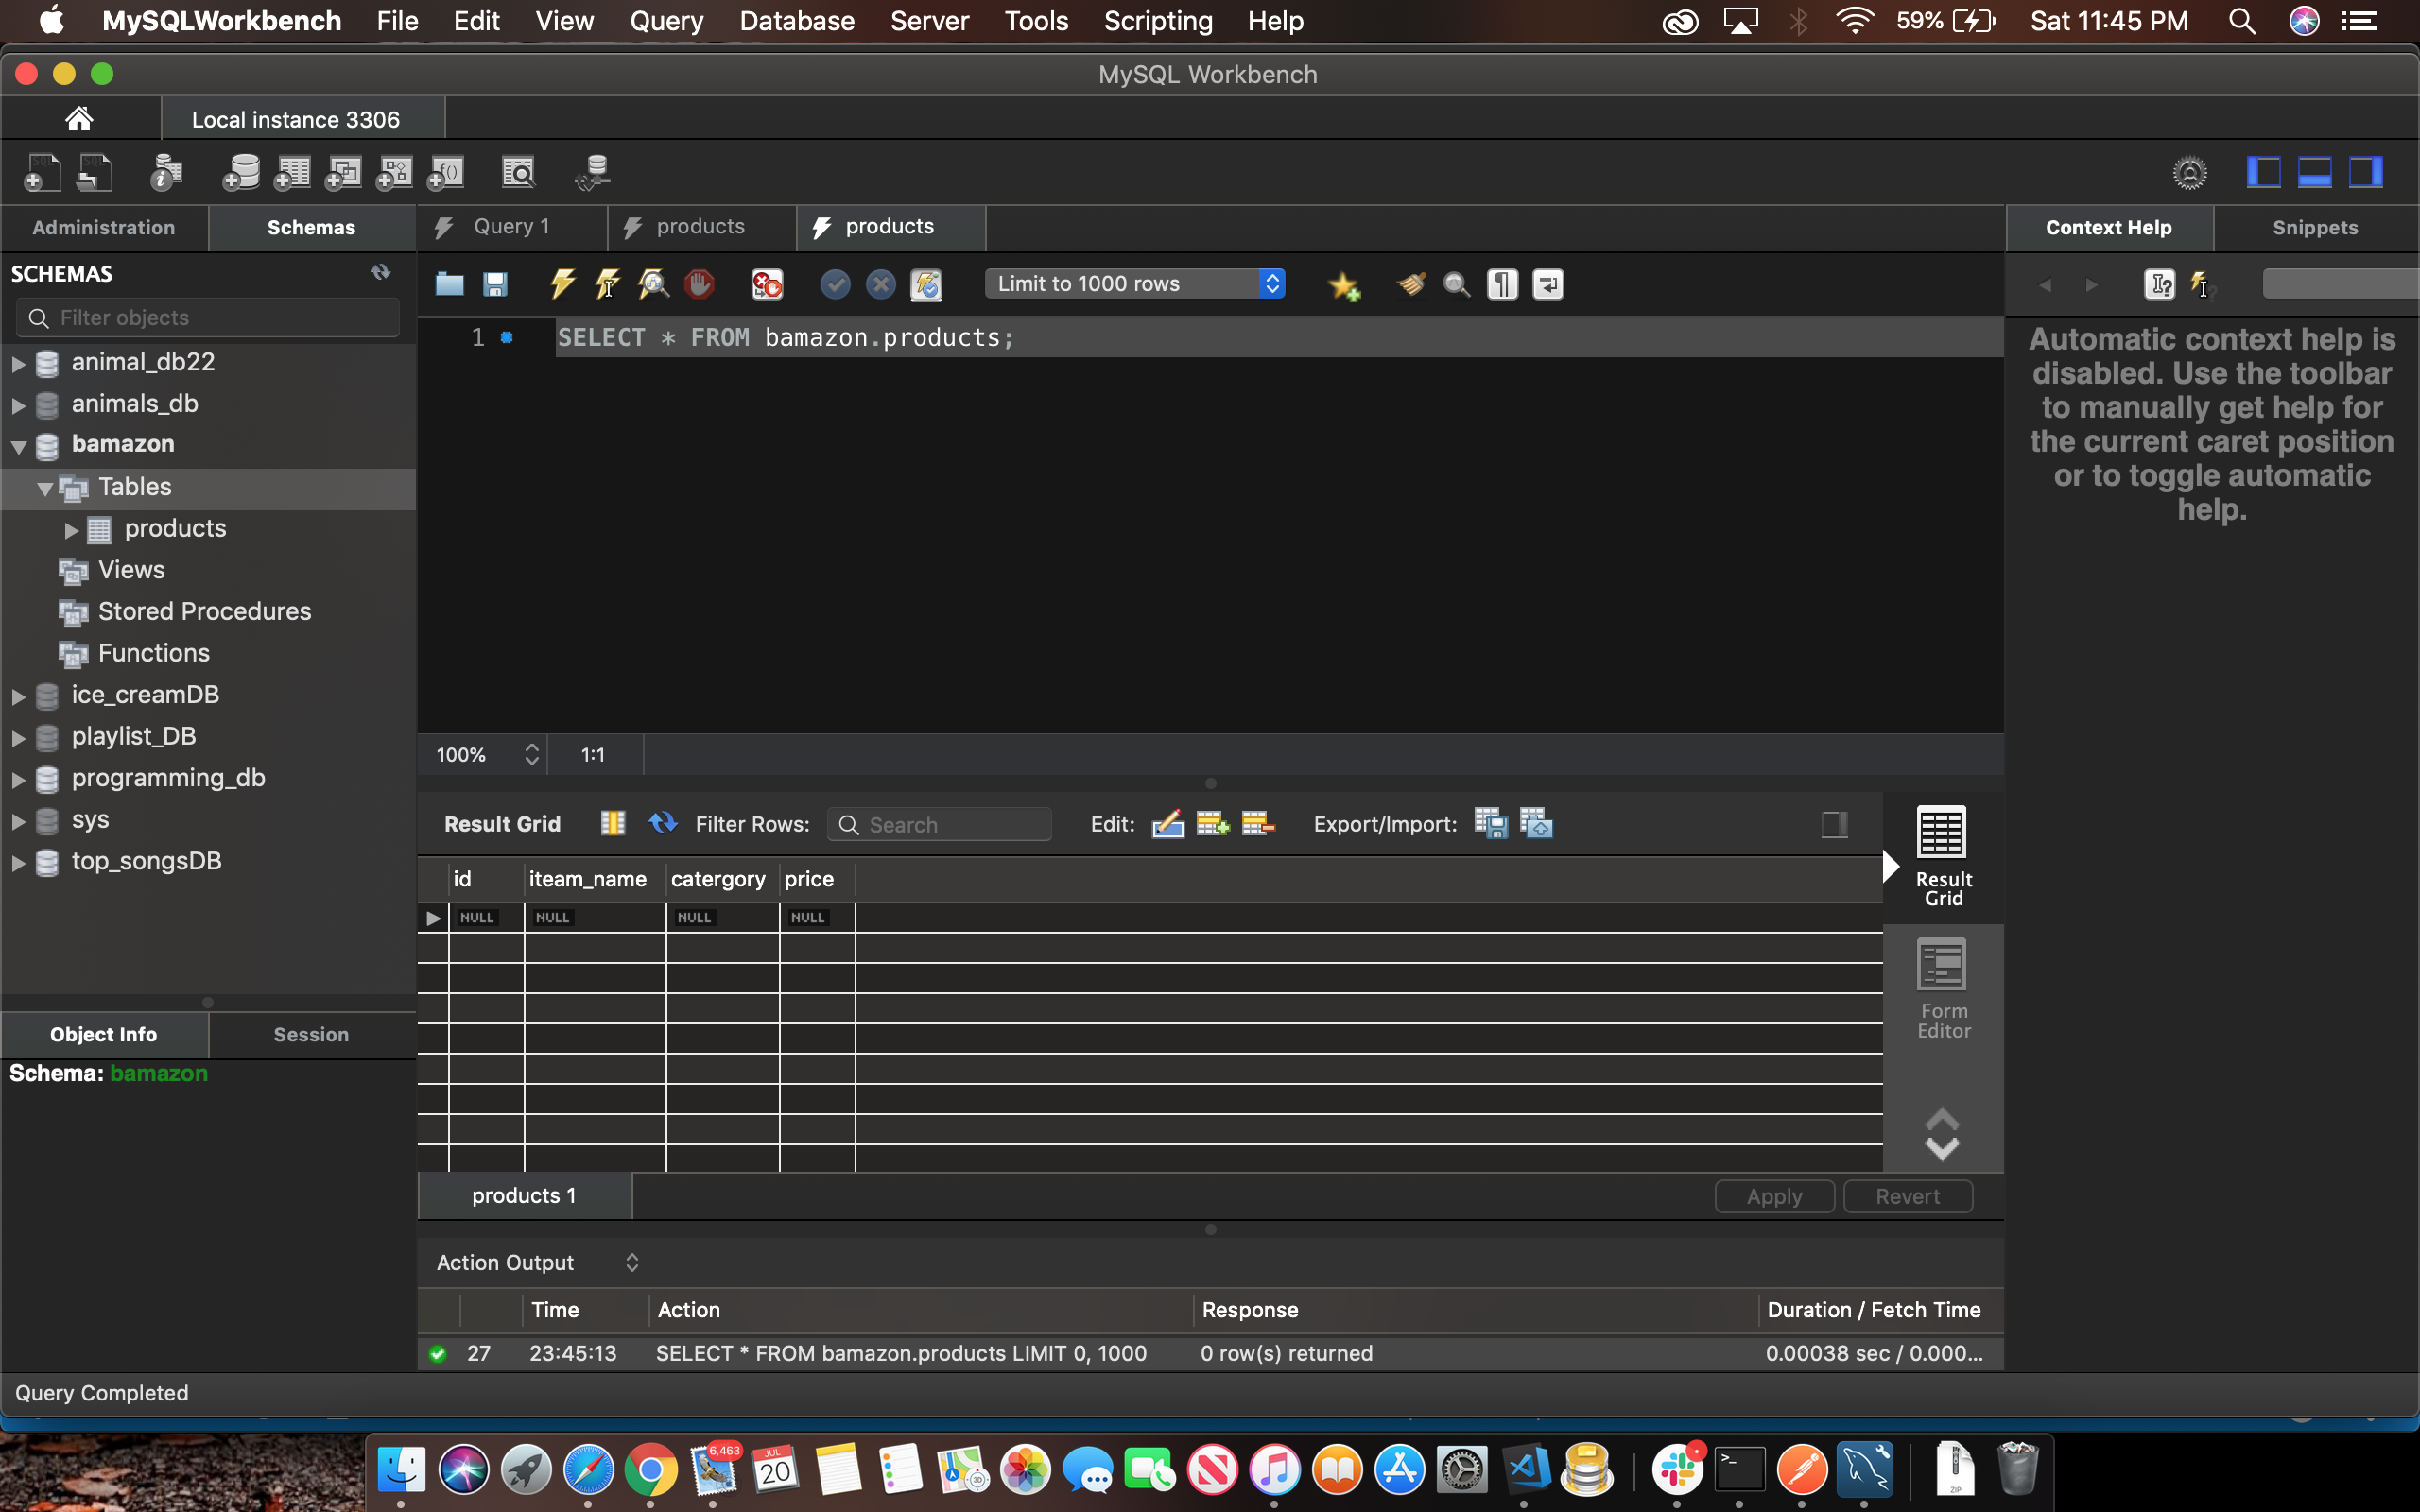 MySQLWorkbench File Edit View Query Database Server Tools Scripting Help 59% Sat 11:45 PM
MySQL Workbench
Local instance 3306
Administration Schemas Query 1 products products Context Help Snippets
SCHEMAS
Limit to 1000 rows
Filter objects
1 SELECT * FROM bamazon.products;
Automatic context help is
disabled. Use the toolbar
to manually get help for
the current caret position
or to toggle automatic
help.
animal_db22
animals_db
bamazon
Tables
products
Views
Stored Procedures
Functions
ice_creamDB
playlist_DB
programming_db
sys
top_songsDB
100% 1:1
Result Grid Filter Rows: Search Edit: Export/Import:
id iteam_name catergory price
NULL NULL NULL NULL
Result
Grid
Form
Editor
Object Info Session
Schema: bamazon
products 1 Apply Revert
Action Output
Time Action Response Duration / Fetch Time
27 23:45:13 SELECT * FROM bamazon.products LIMIT 0, 1000 0 row(s) returned 0.00038 sec / 0.000...
Query Completed
6,463
JUL
20
ZIP